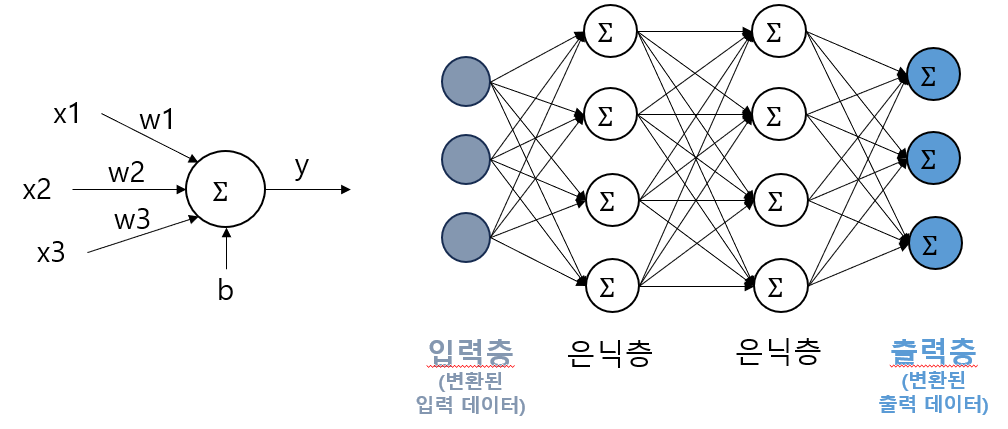 x1
w1
x2
w2
x3
w3
Σ
y
b
Σ
Σ
Σ
Σ
Σ
Σ
Σ
Σ
Σ
Σ
Σ
입력층
(변환된
입력 데이터)
은닉층
은닉층
출력층
(변환된
출력 데이터)